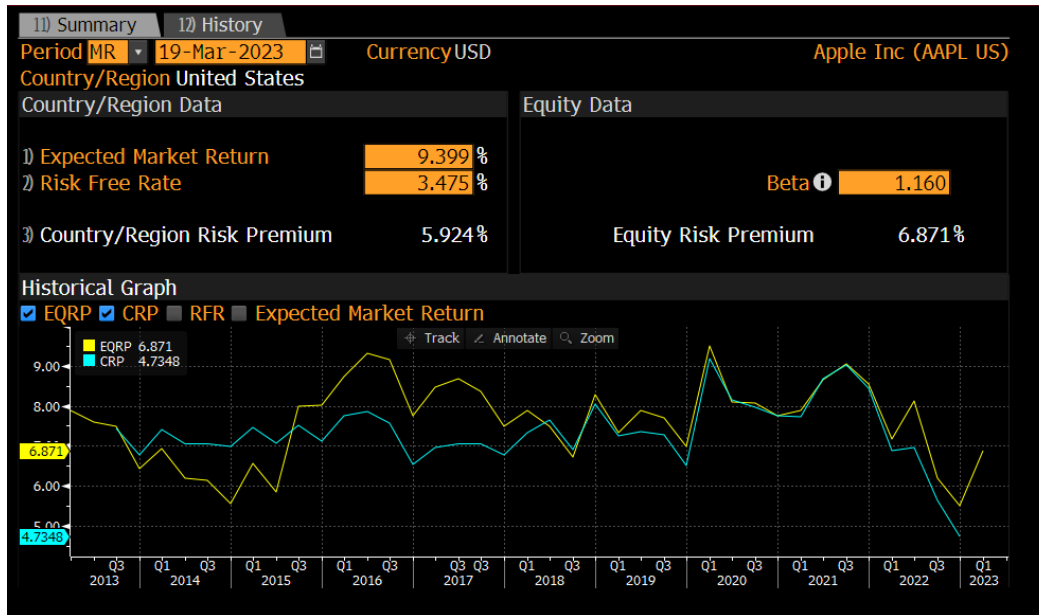 11) Summary 12) History
Period MR 19-Mar-2023 Currency USD Apple Inc (AAPL US)
Country/Region United States
Country/Region Data Equity Data
1) Expected Market Return 9.399 %
2) Risk Free Rate 3.475 % Beta 1.160
3) Country/Region Risk Premium 5.924 % Equity Risk Premium 6.871 %
Historical Graph
EQRP CRP RFR Expected Market Return
Track Annotate Zoom
EQRP 6.871
CRP 4.7348
9.00
8.00
6.871
6.00
5.00
4.7348
Q3 Q1 Q3 Q1 Q3 Q1 Q3 Q3 Q3 Q1 Q3 Q1 Q3 Q1 Q3 Q1 Q3 Q1 Q3 Q1
2013 2014 2015 2016 2017 2018 2019 2020 2021 2022 2023